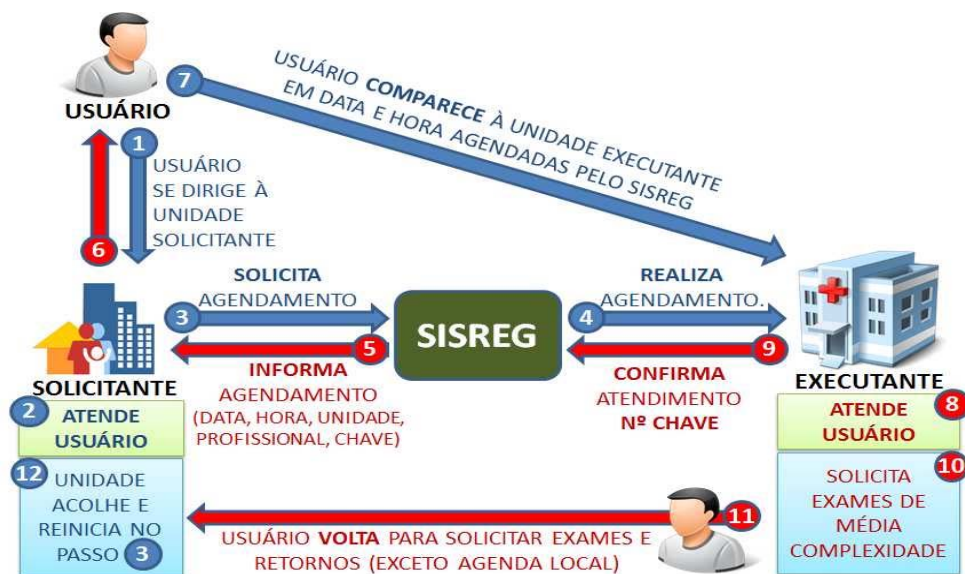 7
USUÁRIO COMPARECE À UNIDADE EXECUTANTE
EM DATA E HORA AGENDADAS PELO SISREG
USUÁRIO
1
USUÁRIO
SE DIRIGE À
UNIDADE
SOLICITANTE
6
SOLICITA
AGENDAMENTO
3
SISREG
REALIZA
AGENDAMENTO.
4
5
INFORMA
AGENDAMENTO
(DATA, HORA, UNIDADE,
PROFISSIONAL, CHAVE)
9
CONFIRMA
ATENDIMENTO
Nº CHAVE
SOLICITANTE
2
ATENDE
USUÁRIO
12
UNIDADE
ACOLHE E
REINICIA NO
PASSO 3
EXECUTANTE
8
ATENDE
USUÁRIO
10
SOLICITA
EXAMES DE
MÉDIA
COMPLEXIDADE
11
USUÁRIO VOLTA PARA SOLICITAR EXAMES E
RETORNOS (EXCETO AGENDA LOCAL)